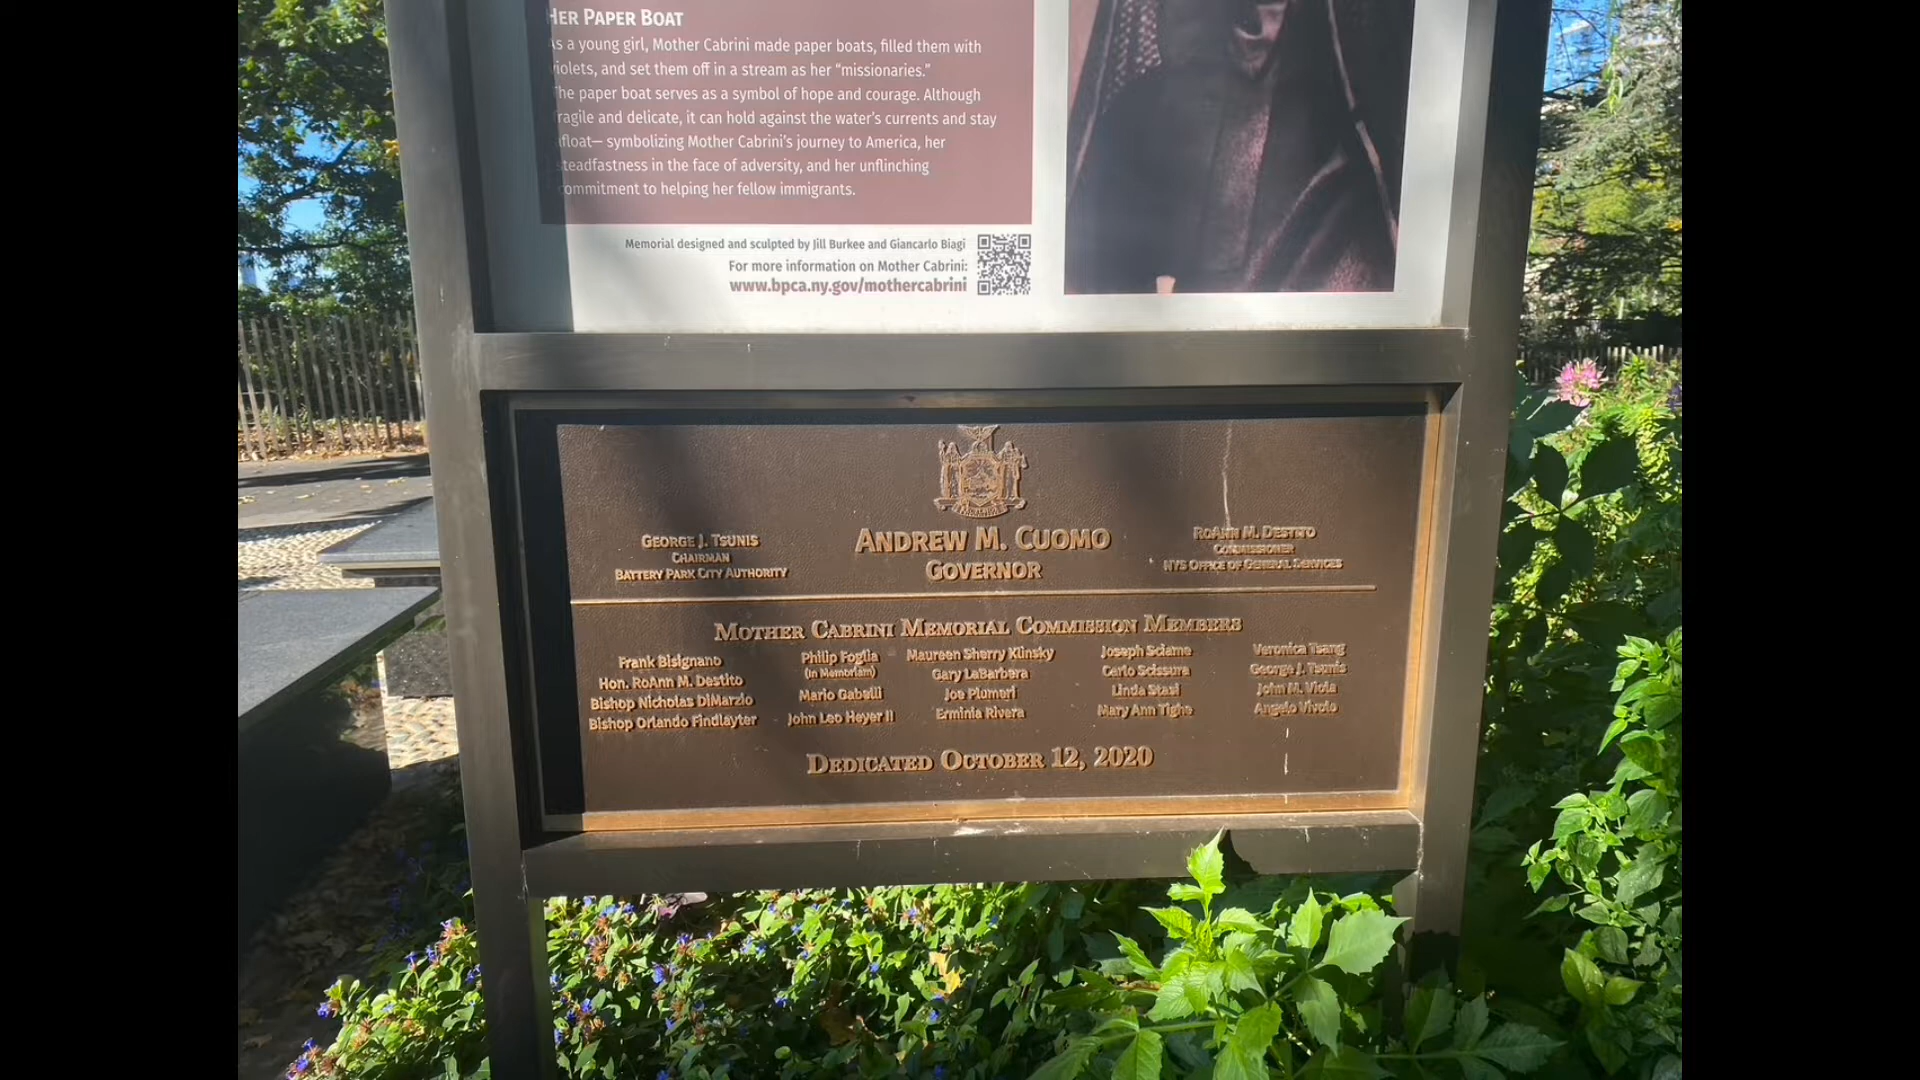 HER PAPER BOAT
As a young girl, Mother Cabrini made paper boats, filled them with
violets, and set them off in a stream as her “missionaries.”
The paper boat serves as a symbol of hope and courage. Although
fragile and delicate, it can hold against the water’s currents and stay
afloat— symbolizing Mother Cabrini’s journey to America, her
steadfastness in the face of adversity, and her unflinching
commitment to helping her fellow immigrants.
Memorial designed and sculpted by Jill Burkee and Giancarlo Biagi
For more information on Mother Cabrini:
www.bpca.ny.gov/mothercabrini
GEORGE J. TSUNIS
CHAIRMAN
BATTERY PARK CITY AUTHORITY
ANDREW M. CUOMO
GOVERNOR
ROANN M. DESTITO
COMMISSIONER
NYS OFFICE OF GENERAL SERVICES
MOTHER CABRINI MEMORIAL COMMISSION MEMBERS
Frank Bisignano
Hon. RoAnn M. Destito
Bishop Nicholas DiMarzio
Bishop Orlando Findlayter
Philip Foglia
(In Memoriam)
Mario Gabelli
John Leo Heyer II
Maureen Sherry Klinsky
Gary LaBarbera
Joe Plumeri
Erminia Rivera
Joseph Sciame
Carlo Scissura
Linda Stasi
Mary Ann Tighe
Veronica Tsang
George J. Tsunis
John M. Viola
Angelo Vivolo
DEDICATED OCTOBER 12, 2020